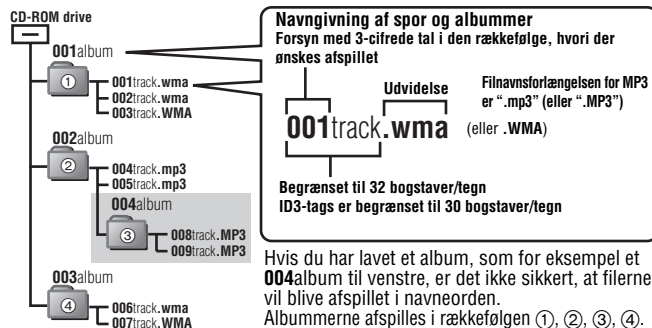 CD-ROM drive
001album
①
001track.wma
002track.wma
003track.WMA
002album
②
004track.mp3
005track.mp3
004album
③
008track.MP3
009track.MP3
003album
④
006track.wma
007track.WMA
Navngivning af spor og albummer
Forsyn med 3-cifrede tal i den rækkefølge, hvori der
ønskes afspillet
Udvidelse
Filnavnsforlængelsen for MP3
er “.mp3” (eller “.MP3”)
001track.wma (eller .WMA)
Begrænset til 32 bogstaver/tegn
ID3-tags er begrænset til 30 bogstaver/tegn
Hvis du har lavet et album, som for eksempel et
004album til venstre, er det ikke sikkert, at filerne
vil blive afspillet i navneorden.
Albummerne afspilles i rækkefølgen ①, ②, ③, ④.